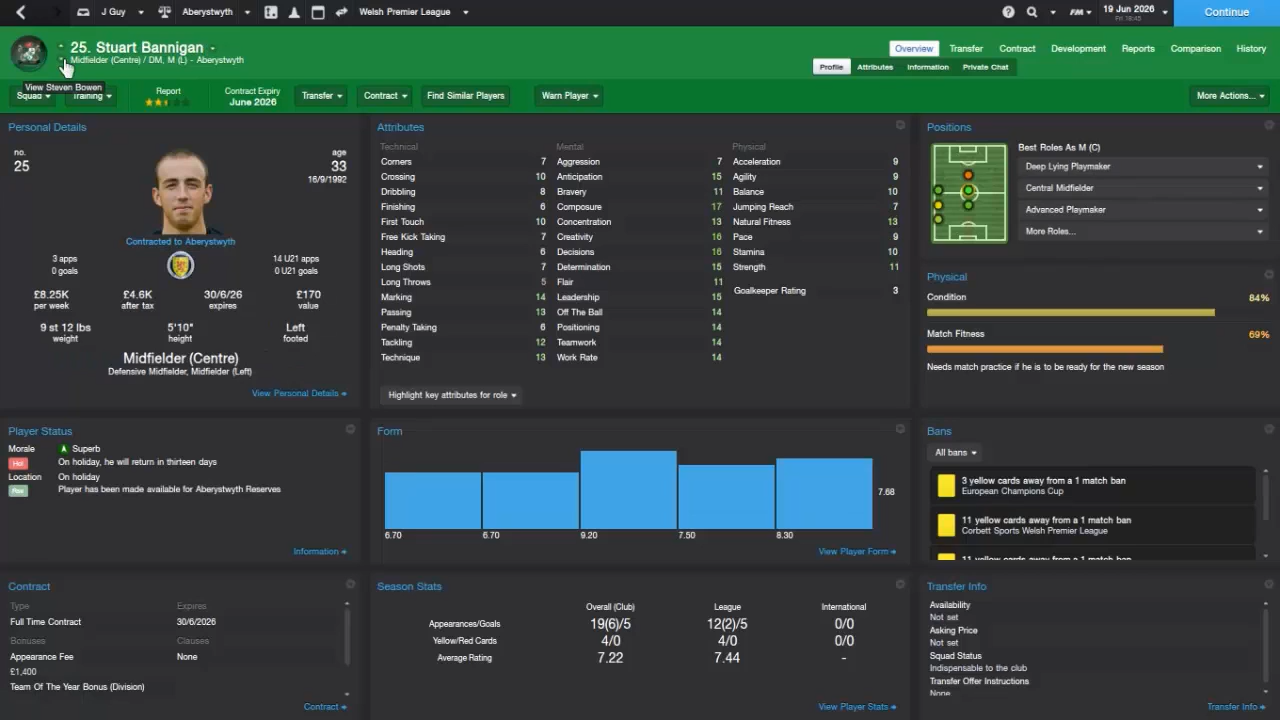 J Guy
Aberystwyth
Welsh Premier League
FM
19 Jun 2026
Fri 18:45
Continue
25. Stuart Bannigan
Midfielder (Centre) / DM, M (L) - Aberystwyth
Overview
Transfer
Contract
Development
Reports
Comparison
History
Profile
Attributes
Information
Private Chat
View Steven Bowen
Squad
Training
Report
Contract Expiry
June 2026
Transfer
Contract
Find Similar Players
Warn Player
More Actions...
Personal Details
no.
25
age
33
16/9/1992
Contracted to Aberystwyth
3 apps
0 goals
14 U21 apps
0 U21 goals
£8.25K
per week
£4.6K
after tax
30/6/26
expires
£170
value
9 st 12 lbs
weight
5'10"
height
Left
footed
Midfielder (Centre)
Defensive Midfielder, Midfielder (Left)
View Personal Details
Attributes
Technical Mental Physical
Corners 7 Aggression 7 Acceleration 9
Crossing 10 Anticipation 15 Agility 9
Dribbling 8 Bravery 11 Balance 10
Finishing 6 Composure 17 Jumping Reach 7
First Touch 10 Concentration 13 Natural Fitness 13
Free Kick Taking 7 Creativity 16 Pace 9
Heading 6 Decisions 16 Stamina 10
Long Shots 7 Determination 15 Strength 11
Long Throws 5 Flair 11
Goalkeeper Rating 3
Marking 14 Leadership 15
Passing 13 Off The Ball 14
Penalty Taking 6 Positioning 14
Tackling 12 Teamwork 14
Technique 13 Work Rate 14
Highlight key attributes for role
Positions
Best Roles As M (C)
Deep Lying Playmaker
Central Midfielder
Advanced Playmaker
More Roles...
Physical
Condition 84%
Match Fitness 69%
Needs match practice if he is to be ready for the new season
Player Status
Morale Superb
Hol On holiday, he will return in thirteen days
Location On holiday
Res Player has been made available for Aberystwyth Reserves
Information
Form
6.70 6.70 9.20 7.50 8.30
7.68
View Player Form
Bans
All bans
3 yellow cards away from a 1 match ban
European Champions Cup
11 yellow cards away from a 1 match ban
Corbett Sports Welsh Premier League
11 yellow cards away from a 1 match ban
Contract
Type Expires
Full Time Contract 30/6/2026
Bonuses Clauses
Appearance Fee None
£1,400
Team Of The Year Bonus (Division)
Contract
Season Stats
Overall (Club) League International
Appearances/Goals 19(6)/5 12(2)/5 0/0
Yellow/Red Cards 4/0 4/0 0/0
Average Rating 7.22 7.44 -
View Player Stats
Transfer Info
Availability
Not set
Asking Price
Not set
Squad Status
Indispensable to the club
Transfer Offer Instructions
None
Transfer Info